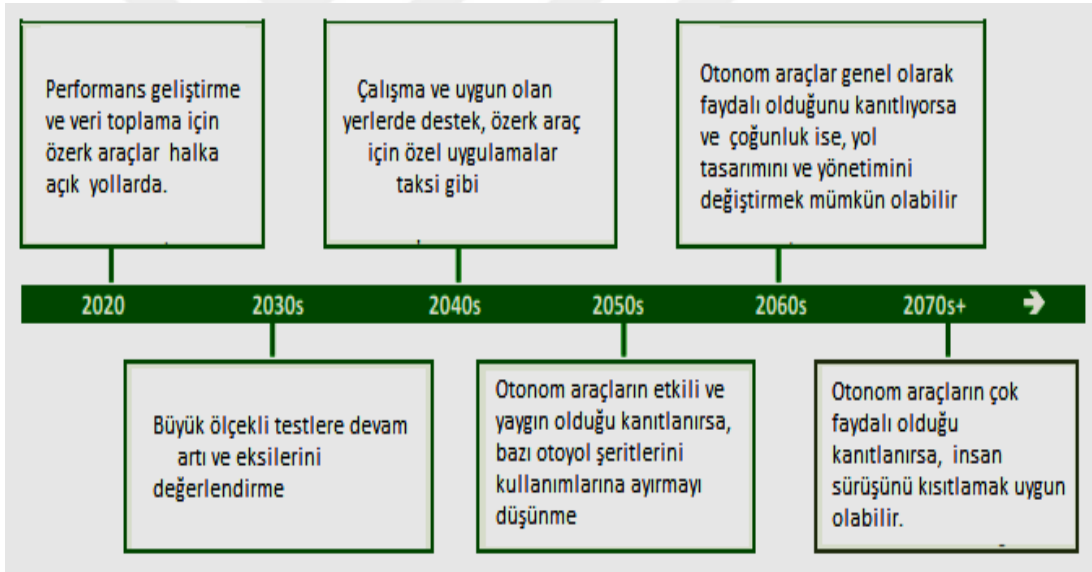 Performans geliştirme
ve veri toplama için
özerk araçlar halka
açık yollarda.
Çalışma ve uygun olan
yerlerde destek, özerk araç
için özel uygulamalar
taksi gibi
Otonom araçlar genel olarak
faydalı olduğunu kanıtlıyorsa
ve çoğunluk ise, yol
tasarımını ve yönetimini
değiştirmek mümkün olabilir
2020 2030s 2040s 2050s 2060s 2070s+
Büyük ölçekli testlere devam
artı ve eksilerini
değerlendirme
Otonom araçların etkili ve
yaygın olduğu kanıtlanırsa,
bazı otoyol şeritlerini
kullanımlarına ayırmayı
düşünme
Otonom araçların çok
faydalı olduğu
kanıtlanırsa, insan
sürüşünü kısıtlamak uygun
olabilir.